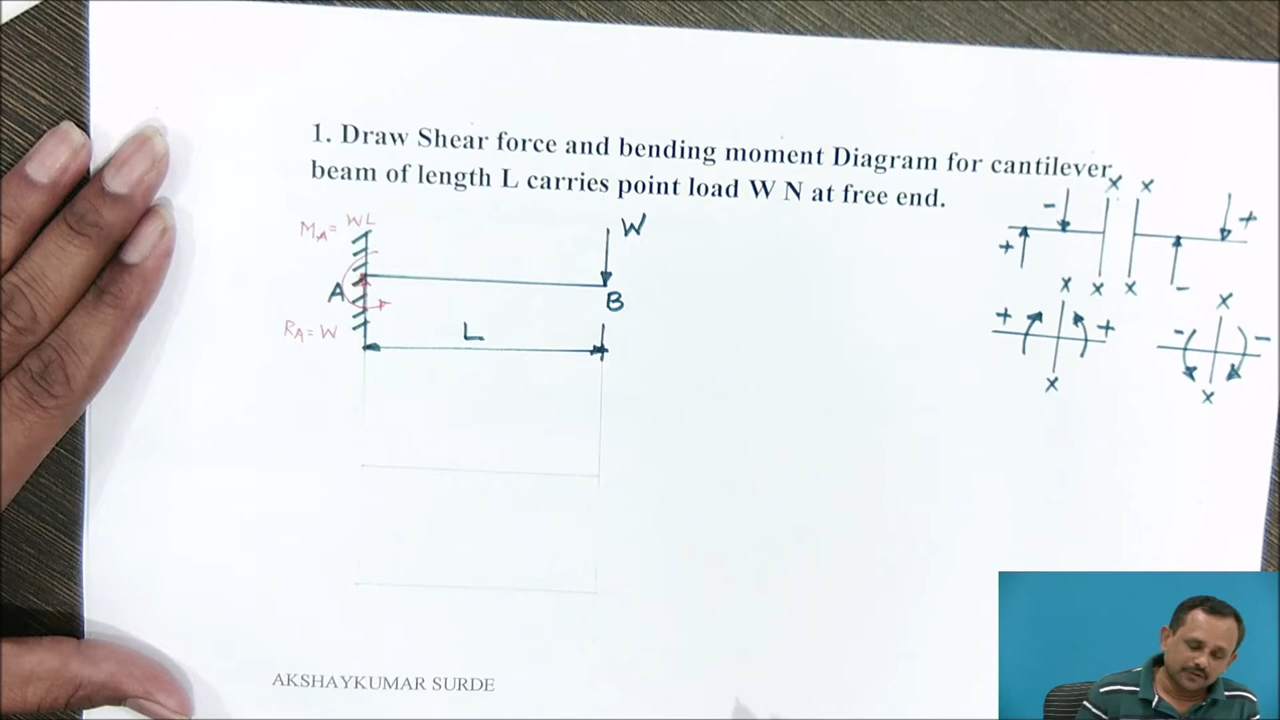 1. Draw Shear force and bending moment Diagram for cantilever
beam of length L carries point load W N at free end.
MA= WL
W
A
B
RA= W
L
x x
- +
+ -
x x
x x
+ + - -
x x
AKSHAYKUMAR SURDE